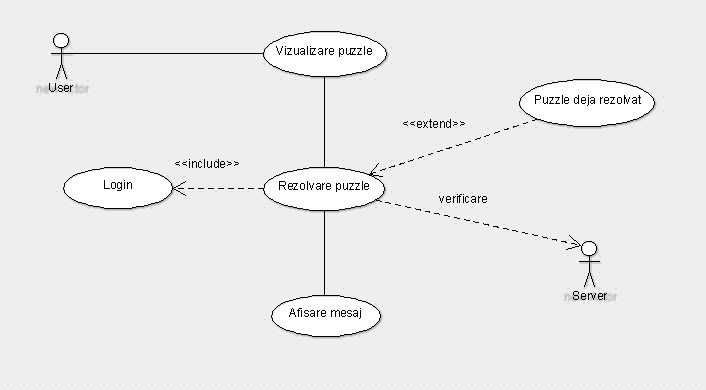 Vizualizare puzzle
User
Puzzle deja rezolvat
<<extend>>
<<include>>
Login
Rezolvare puzzle
verificare
Server
Afisare mesaj